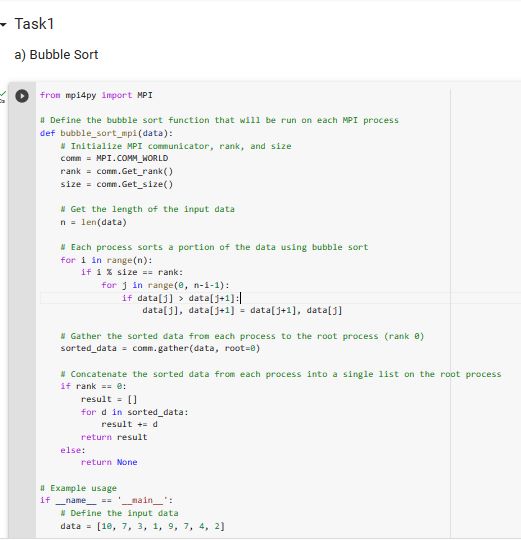 Task1
a) Bubble Sort
from mpi4py import MPI
# Define the bubble sort function that will be run on each MPI process
def bubble_sort_mpi(data):
    # Initialize MPI communicator, rank, and size
    comm = MPI.COMM_WORLD
    rank = comm.Get_rank()
    size = comm.Get_size()
    # Get the length of the input data
    n = len(data)
    # Each process sorts a portion of the data using bubble sort
    for i in range(n):
        if i % size == rank:
            for j in range(0, n-i-1):
                if data[j] > data[j+1]:
                    data[j], data[j+1] = data[j+1], data[j]
    # Gather the sorted data from each process to the root process (rank 0)
    sorted_data = comm.gather(data, root=0)
    # Concatenate the sorted data from each process into a single list on the root process
    if rank == 0:
        result = []
        for d in sorted_data:
            result += d
        return result
    else:
        return None
# Example usage
if __name__ == '__main__':
    # Define the input data
    data = [10, 7, 3, 1, 9, 7, 4, 2]